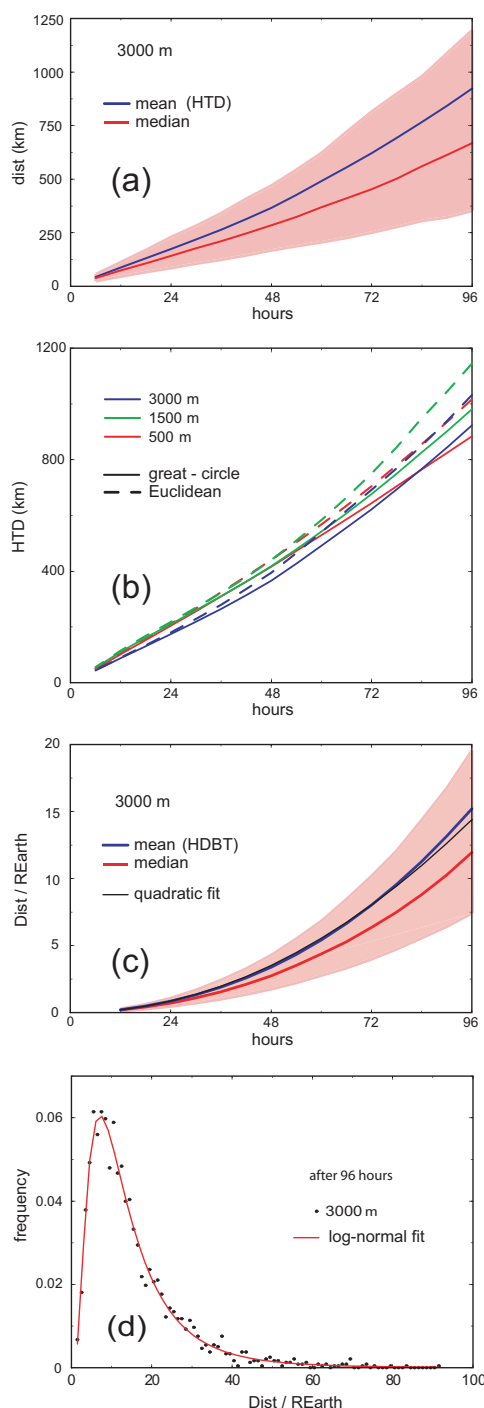 1250
3000 m
1000
mean (HTD)
median
750
dist (km)
(a)
500
250
0
0 24 48 72 96
hours
1200
3000 m
1500 m
500 m
800
great - circle
Euclidean
HTD (km)
400
(b)
0
0 24 48 72 96
hours
20
3000 m
15
mean (HDBT)
median
Dist / REarth
10
quadratic fit
5
(c)
0
0 24 48 72 96
hours
0.06
after 96 hours
3000 m
frequency
0.04
log-normal fit
0.02
(d)
0
0 20 40 60 80 100
Dist / REarth